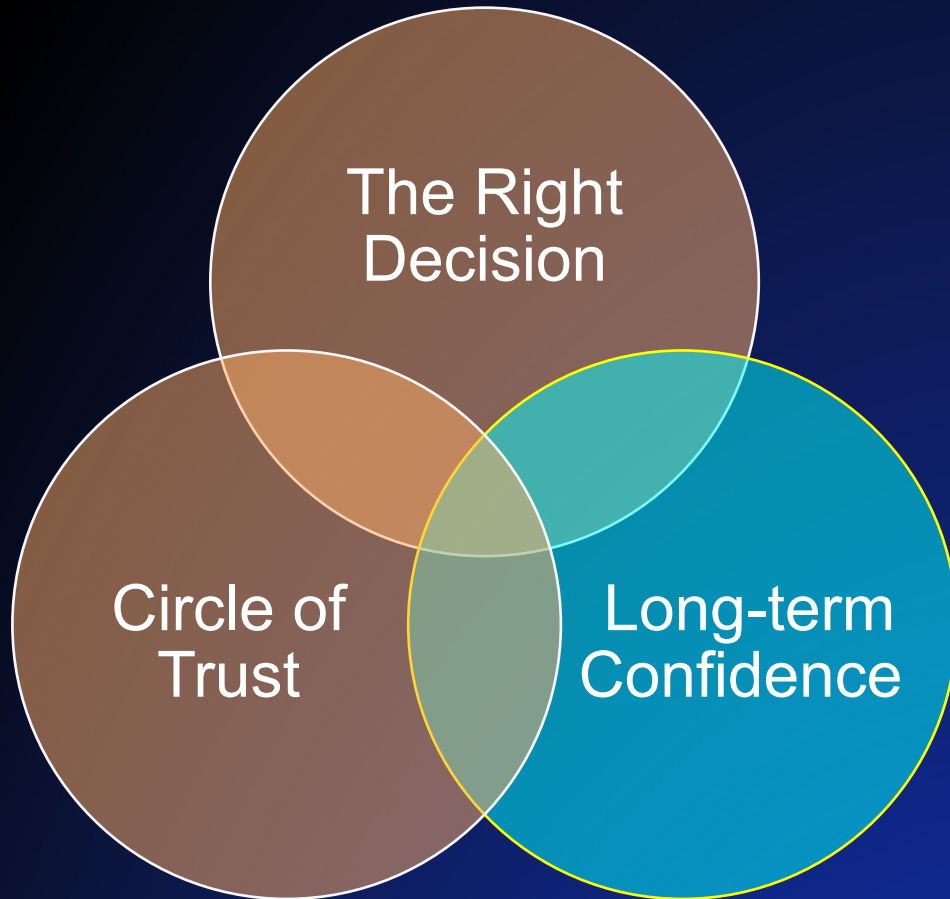 The Right
Decision
Circle of
Trust
Long-term
Confidence